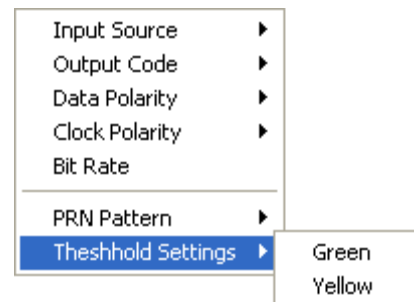 Input Source
Output Code
Data Polarity
Clock Polarity
Bit Rate
PRN Pattern
Theshhold Settings
Green
Yellow